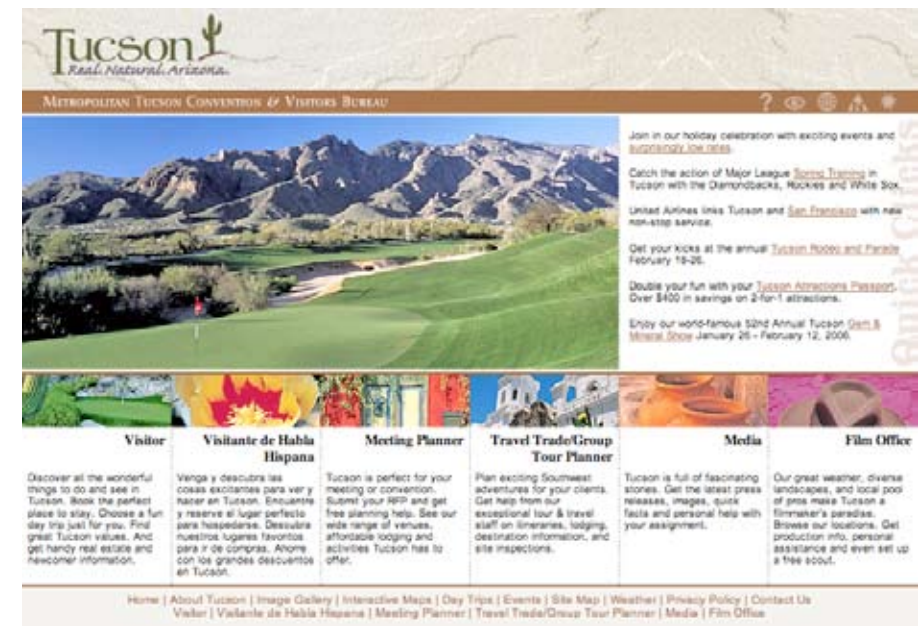 Tucson
Real. Natural. Arizona.
METROPOLITAN TUCSON CONVENTION & VISITORS BUREAU
?
Join in our holiday celebration with exciting events and
surprisingly low rates.
Catch the action of Major League Spring Training in
Tucson with the Diamondbacks, Rockies and White Sox.
United Airlines links Tucson and San Francisco with new
non-stop service.
Get your kicks at the annual Tucson Rodeo and Parade
February 18-26.
Double your fun with your Tucson Attractions Passport.
Over $400 in savings on 2-for-1 attractions.
Enjoy our world-famous 52nd Annual Tucson Gem &
Mineral Show January 26 - February 12, 2006.
Quick Clicks
Visitor
Discover all the wonderful
things to do and see in
Tucson. Book the perfect
place to stay. Choose a fun
day trip just for you. Find
great Tucson values. And
get handy real estate and
newcomer information.
Visitante de Habla
Hispana
Venga y descubra las
cosas excitantes para ver y
hacer en Tucson. Encuentre
y reserve el lugar perfecto
para hospedarse. Descubra
nuestros lugares favoritos
para ir de compras. Ahorre
con los grandes descuentos
en Tucson.
Meeting Planner
Tucson is perfect for your
meeting or convention.
Submit your RFP and get
free planning help. See our
wide range of venues,
affordable lodging and
activities Tucson has to
offer.
Travel Trade/Group
Tour Planner
Plan exciting Southwest
adventures for your clients.
Get help from our
exceptional tour & travel
staff on itineraries, lodging,
destination information, and
site inspections.
Media
Tucson is full of fascinating
stories. Get the latest press
releases, images, quick
facts and personal help with
your assignment.
Film Office
Our great weather, diverse
landscapes, and local pool
of pros make Tucson a
filmmaker's paradise.
Browse our locations. Get
production info, personal
assistance and even set up
a free scout.
Home | About Tucson | Image Gallery | Interactive Maps | Day Trips | Events | Site Map | Weather | Privacy Policy | Contact Us
Visitor | Visitante de Habla Hispana | Meeting Planner | Travel Trade/Group Tour Planner | Media | Film Office